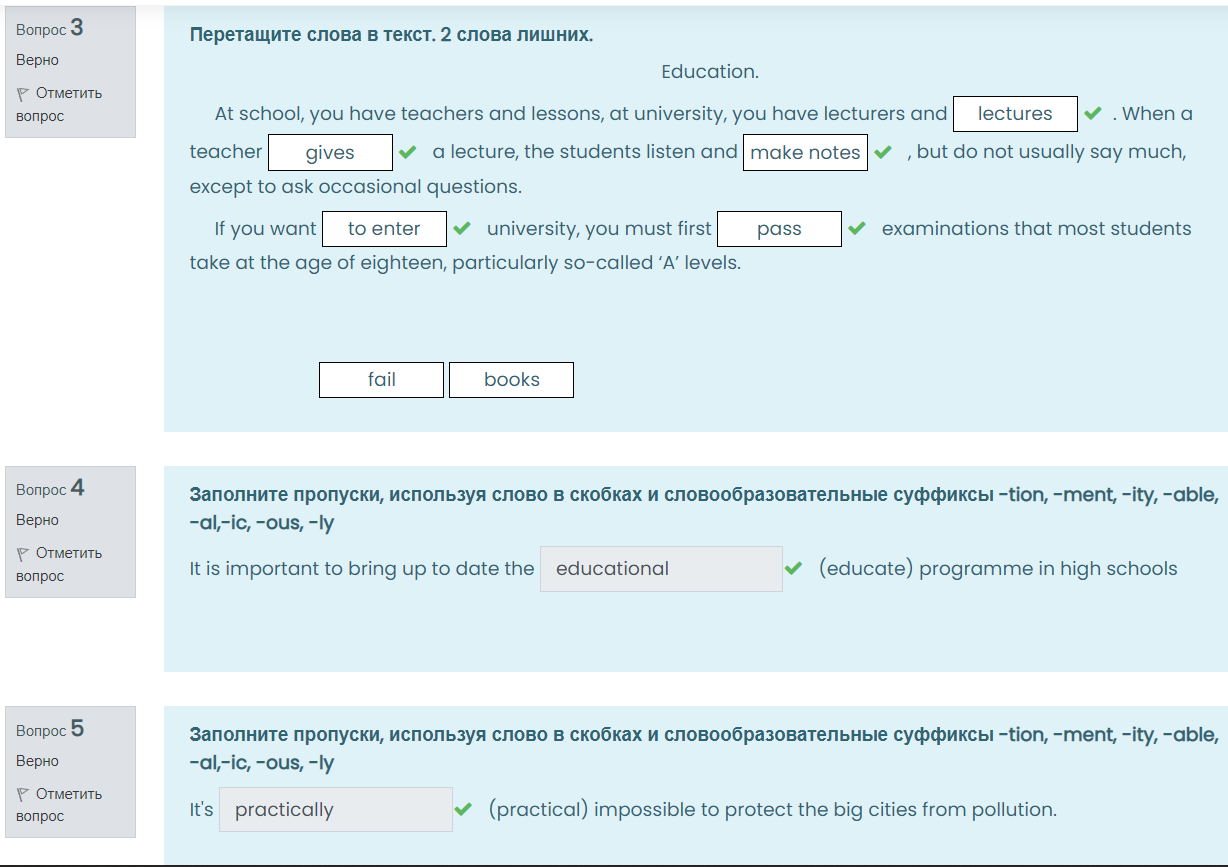 Вопрос 3
Верно
Отметить
вопрос
Перетащите слова в текст. 2 слова лишних.
Education.
At school, you have teachers and lessons, at university, you have lecturers and lectures . When a
teacher gives a lecture, the students listen and make notes , but do not usually say much,
except to ask occasional questions.
If you want to enter university, you must first pass examinations that most students
take at the age of eighteen, particularly so-called ‘A’ levels.
fail books
Вопрос 4
Верно
Отметить
вопрос
Заполните пропуски, используя слово в скобках и словообразовательные суффиксы -tion, -ment, -ity, -able,
-al,-ic, -ous, -ly
It is important to bring up to date the educational (educate) programme in high schools
Вопрос 5
Верно
Отметить
вопрос
Заполните пропуски, используя слово в скобках и словообразовательные суффиксы -tion, -ment, -ity, -able,
-al,-ic, -ous, -ly
It's practically (practical) impossible to protect the big cities from pollution.